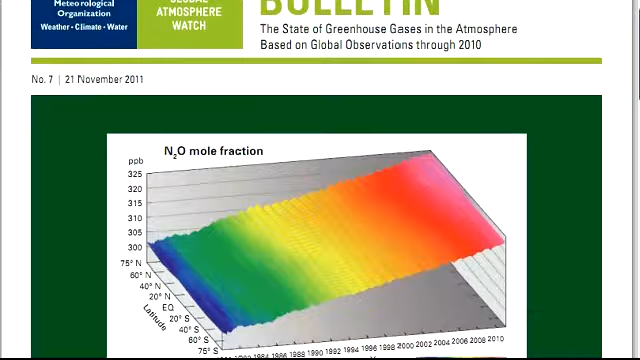 Meteorological
Organization
Weather • Climate • Water
GLOBAL
ATMOSPHERE
WATCH
BULLETIN
The State of Greenhouse Gases in the Atmosphere
Based on Global Observations through 2010
No. 7 | 21 November 2011
N2O mole fraction
ppb
325
320
315
310
305
300
75° N
60° N
40° N
20° N
EQ
20° S
40° S
60° S
75° S
Latitude
1984 1986 1988 1990 1992 1994 1996 1998 2000 2002 2004 2006 2008 2010